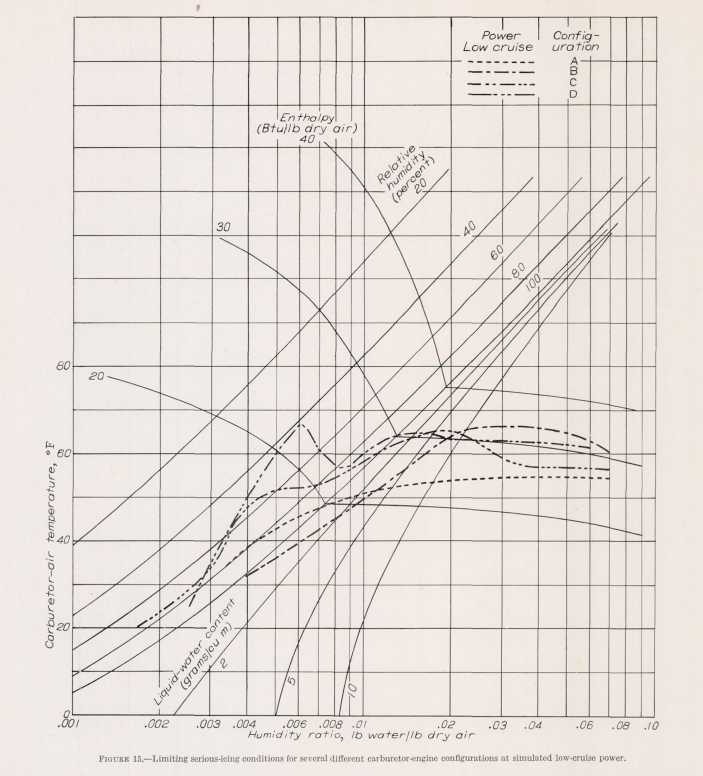 Power Config-
Low cruise uration
A
B
C
D
Enthalpy
(Btu/lb dry air)
40
Relative
humidity
(percent)
20
30
40
60
80
100
20
80
60
40
20
0
Carburetor-air temperature, °F
Liquid-water content
(grams/cu m)
2
5
10
.001 .002 .003 .004 .006 .008 .01 .02 .03 .04 .06 .08 .10
Humidity ratio, lb water/lb dry air
FIGURE 15.—Limiting serious-icing conditions for several different carburetor-engine configurations at simulated low-cruise power.